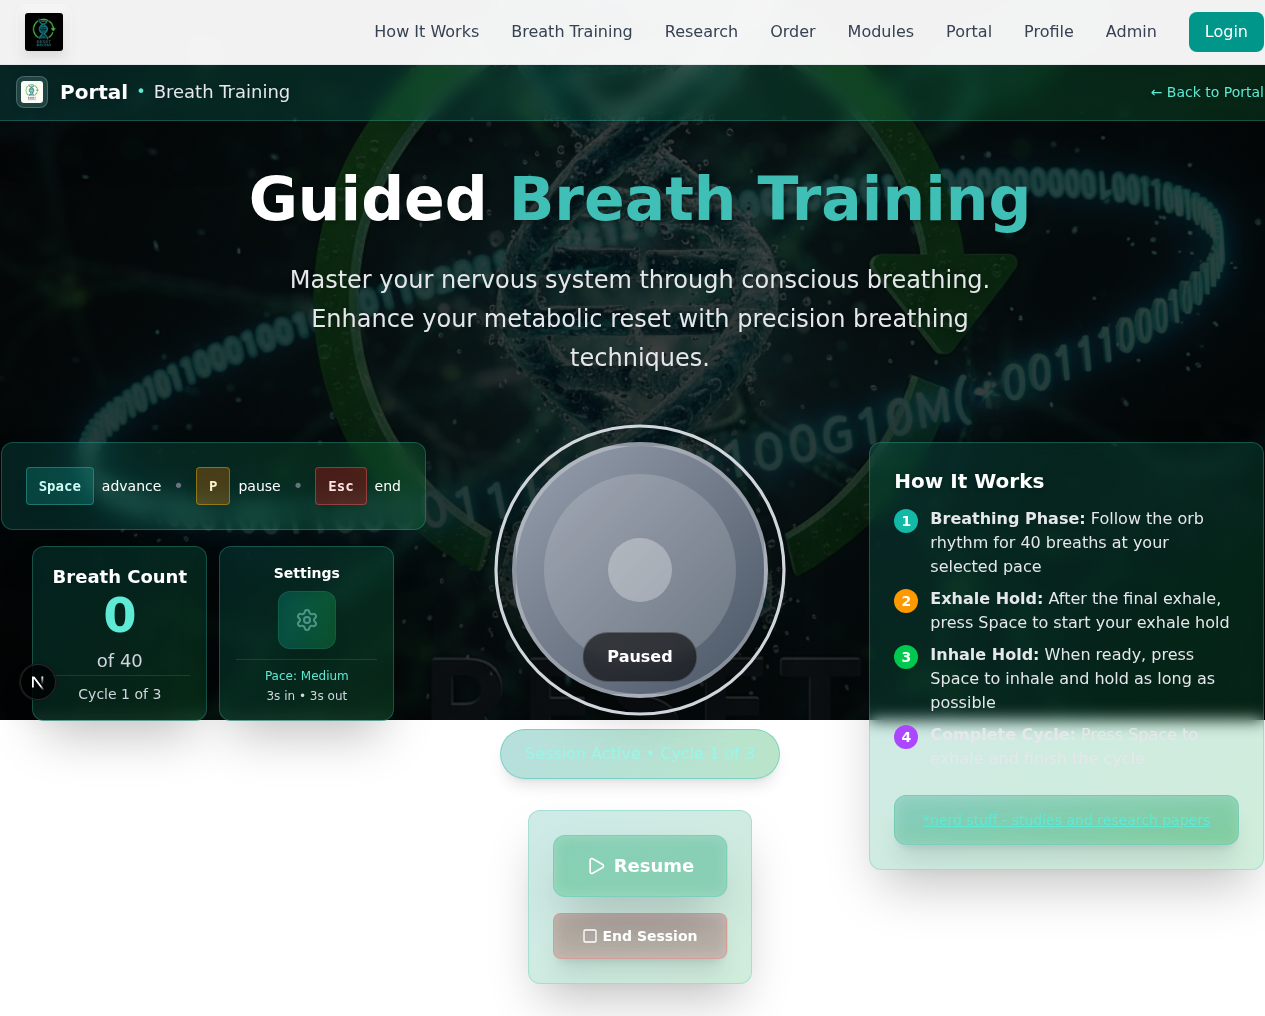 How It Works
Breath Training
Research
Order
Modules
Portal
Profile
Admin
Login
Portal • Breath Training
← Back to Portal
Guided Breath Training
Master your nervous system through conscious breathing.
Enhance your metabolic reset with precision breathing
techniques.
Space advance • P pause • Esc end
Breath Count
0
of 40
Cycle 1 of 3
Settings
Pace: Medium
3s in • 3s out
N
Paused
RESET
Session Active • Cycle 1 of 3
Resume
End Session
How It Works
1 Breathing Phase: Follow the orb
rhythm for 40 breaths at your
selected pace
2 Exhale Hold: After the final exhale,
press Space to start your exhale hold
3 Inhale Hold: When ready, press
Space to inhale and hold as long as
possible
4 Complete Cycle: Press Space to
exhale and finish the cycle
*nerd stuff - studies and research papers